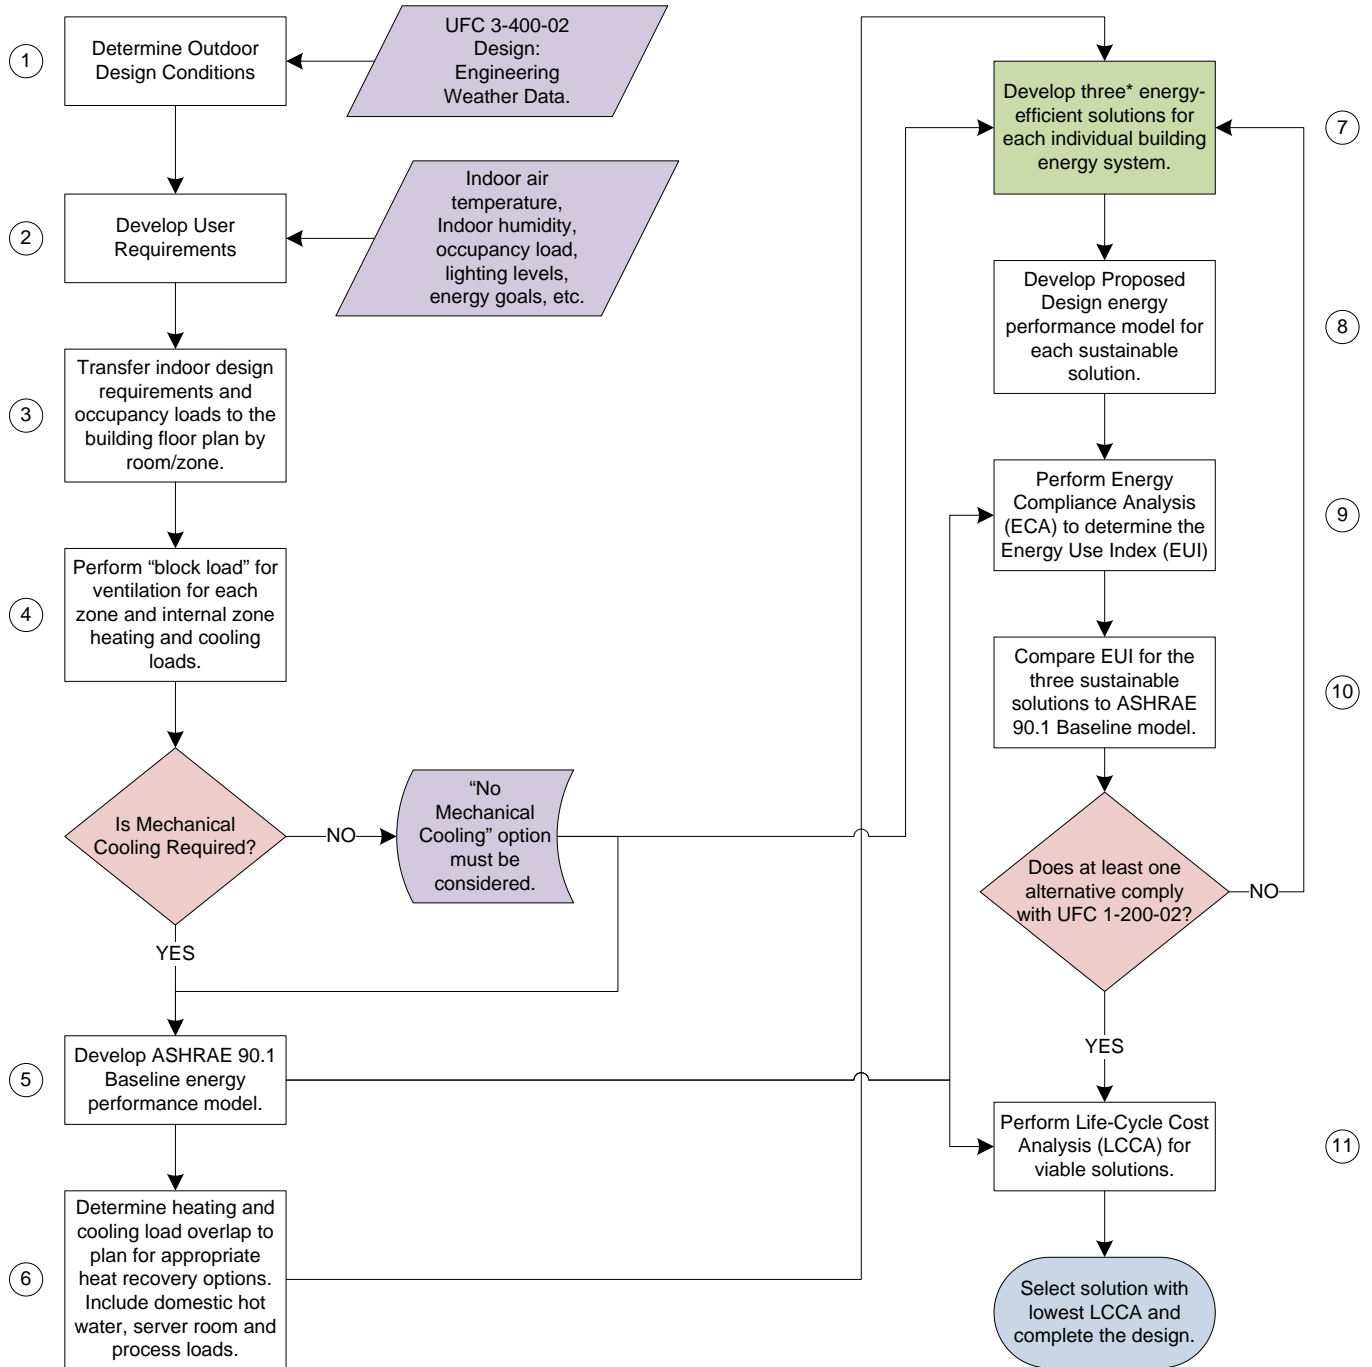 1
Determine Outdoor
Design Conditions
UFC 3-400-02
Design:
Engineering
Weather Data.
2
Develop User
Requirements
Indoor air
temperature,
Indoor humidity,
occupancy load,
lighting levels,
energy goals, etc.
3
Transfer indoor design
requirements and
occupancy loads to the
building floor plan by
room/zone.
4
Perform “block load” for
ventilation for each
zone and internal zone
heating and cooling
loads.
Is Mechanical
Cooling Required?
NO
“No
Mechanical
Cooling” option
must be
considered.
YES
5
Develop ASHRAE 90.1
Baseline energy
performance model.
6
Determine heating and
cooling load overlap to
plan for appropriate
heat recovery options.
Include domestic hot
water, server room and
process loads.
Develop three* energy-
efficient solutions for
each individual building
energy system.
7
Develop Proposed
Design energy
performance model for
each sustainable
solution.
8
Perform Energy
Compliance Analysis
(ECA) to determine the
Energy Use Index (EUI)
9
Compare EUI for the
three sustainable
solutions to ASHRAE
90.1 Baseline model.
10
Does at least one
alternative comply
with UFC 1-200-02?
NO
YES
Perform Life-Cycle Cost
Analysis (LCCA) for
viable solutions.
11
Select solution with
lowest LCCA and
complete the design.